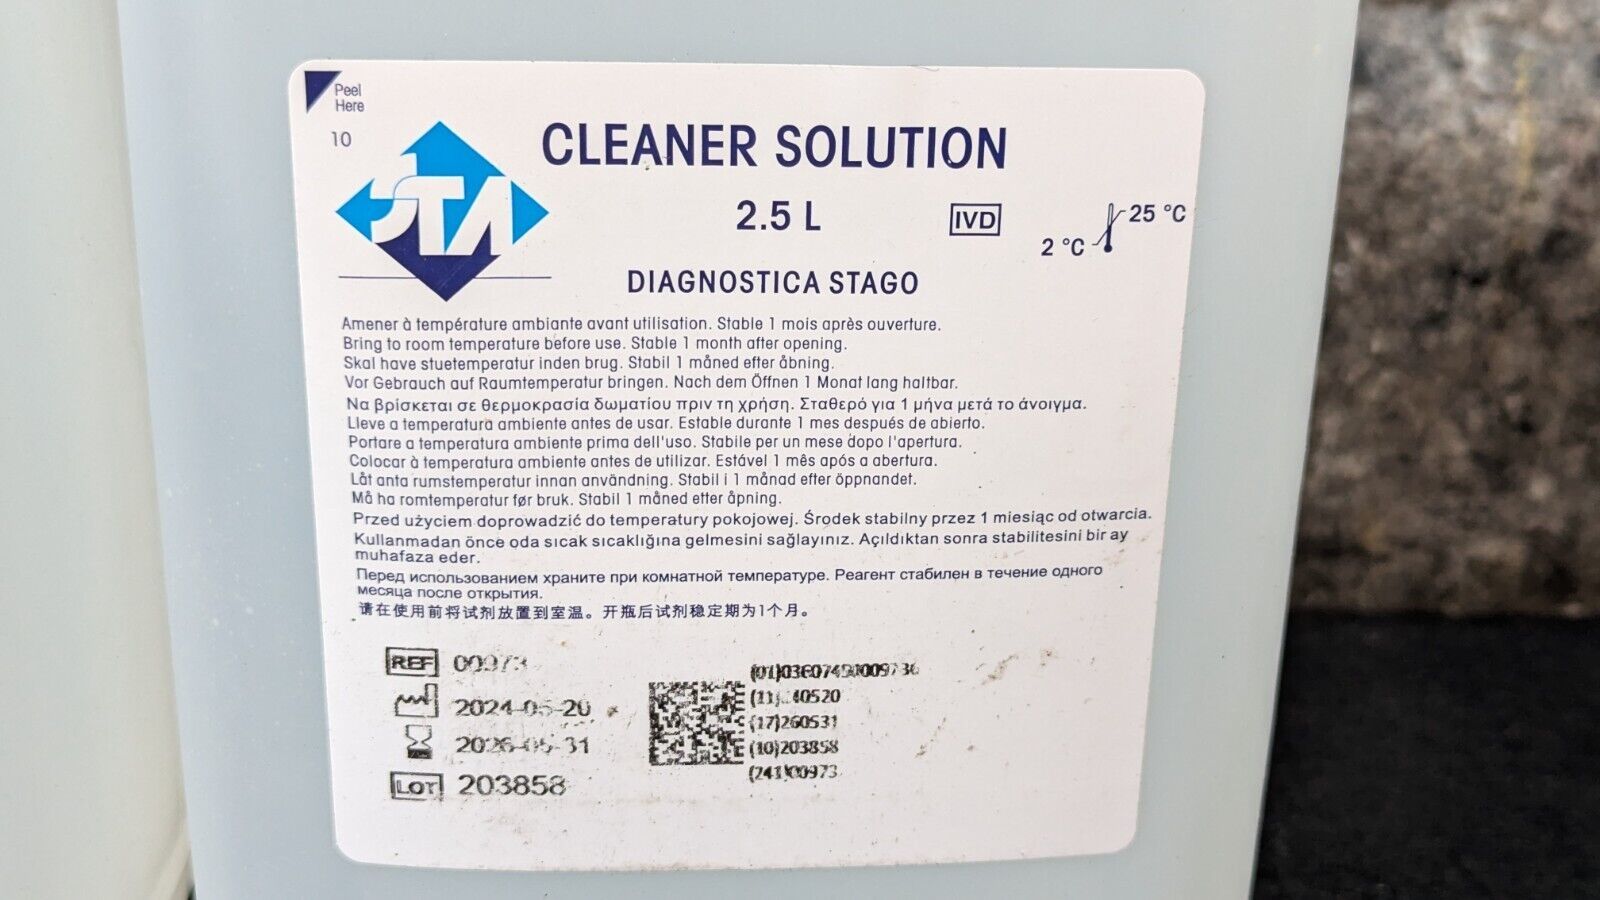 Peel
Here
10
STA
CLEANER SOLUTION
2.5 L
IVD
2 °C
25 °C
DIAGNOSTICA STAGO
Amener à température ambiante avant utilisation. Stable 1 mois après ouverture.
Bring to room temperature before use. Stable 1 month after opening.
Skal have stuetemperatur inden brug. Stabil 1 måned efter åbning.
Vor Gebrauch auf Raumtemperatur bringen. Nach dem Öffnen 1 Monat lang haltbar.
Να βρίσκεται σε θερμοκρασία δωματίου πριν τη χρήση. Σταθερό για 1 μήνα μετά το άνοιγμα.
Lleve a temperatura ambiente antes de usar. Estable durante 1 mes después de abierto.
Portare a temperatura ambiente prima dell'uso. Stabile per un mese dopo l'apertura.
Colocar à temperatura ambiente antes de utilizar. Estável 1 mês após a abertura.
Låt anta rumstemperatur innan användning. Stabil i 1 månad efter öppnandet.
Må ha romtemperatur før bruk. Stabil 1 måned etter åpning.
Przed użyciem doprowadzić do temperatury pokojowej. Środek stabilny przez 1 miesiąc od otwarcia.
Kullanmadan önce oda sıcak sıcaklığına gelmesini sağlayınız. Açıldıktan sonra stabilitesini bir ay
muhafaza eder.
Перед использованием храните при комнатной температуре. Реагент стабилен в течение одного
месяца после открытия.
请在使用前将试剂放置到室温。开瓶后试剂稳定期为1个月。
REF 00973
2024-05-20
2026-05-31
LOT 203858
(01)03607450009736
(17)260531
(10)203858
(241)00973